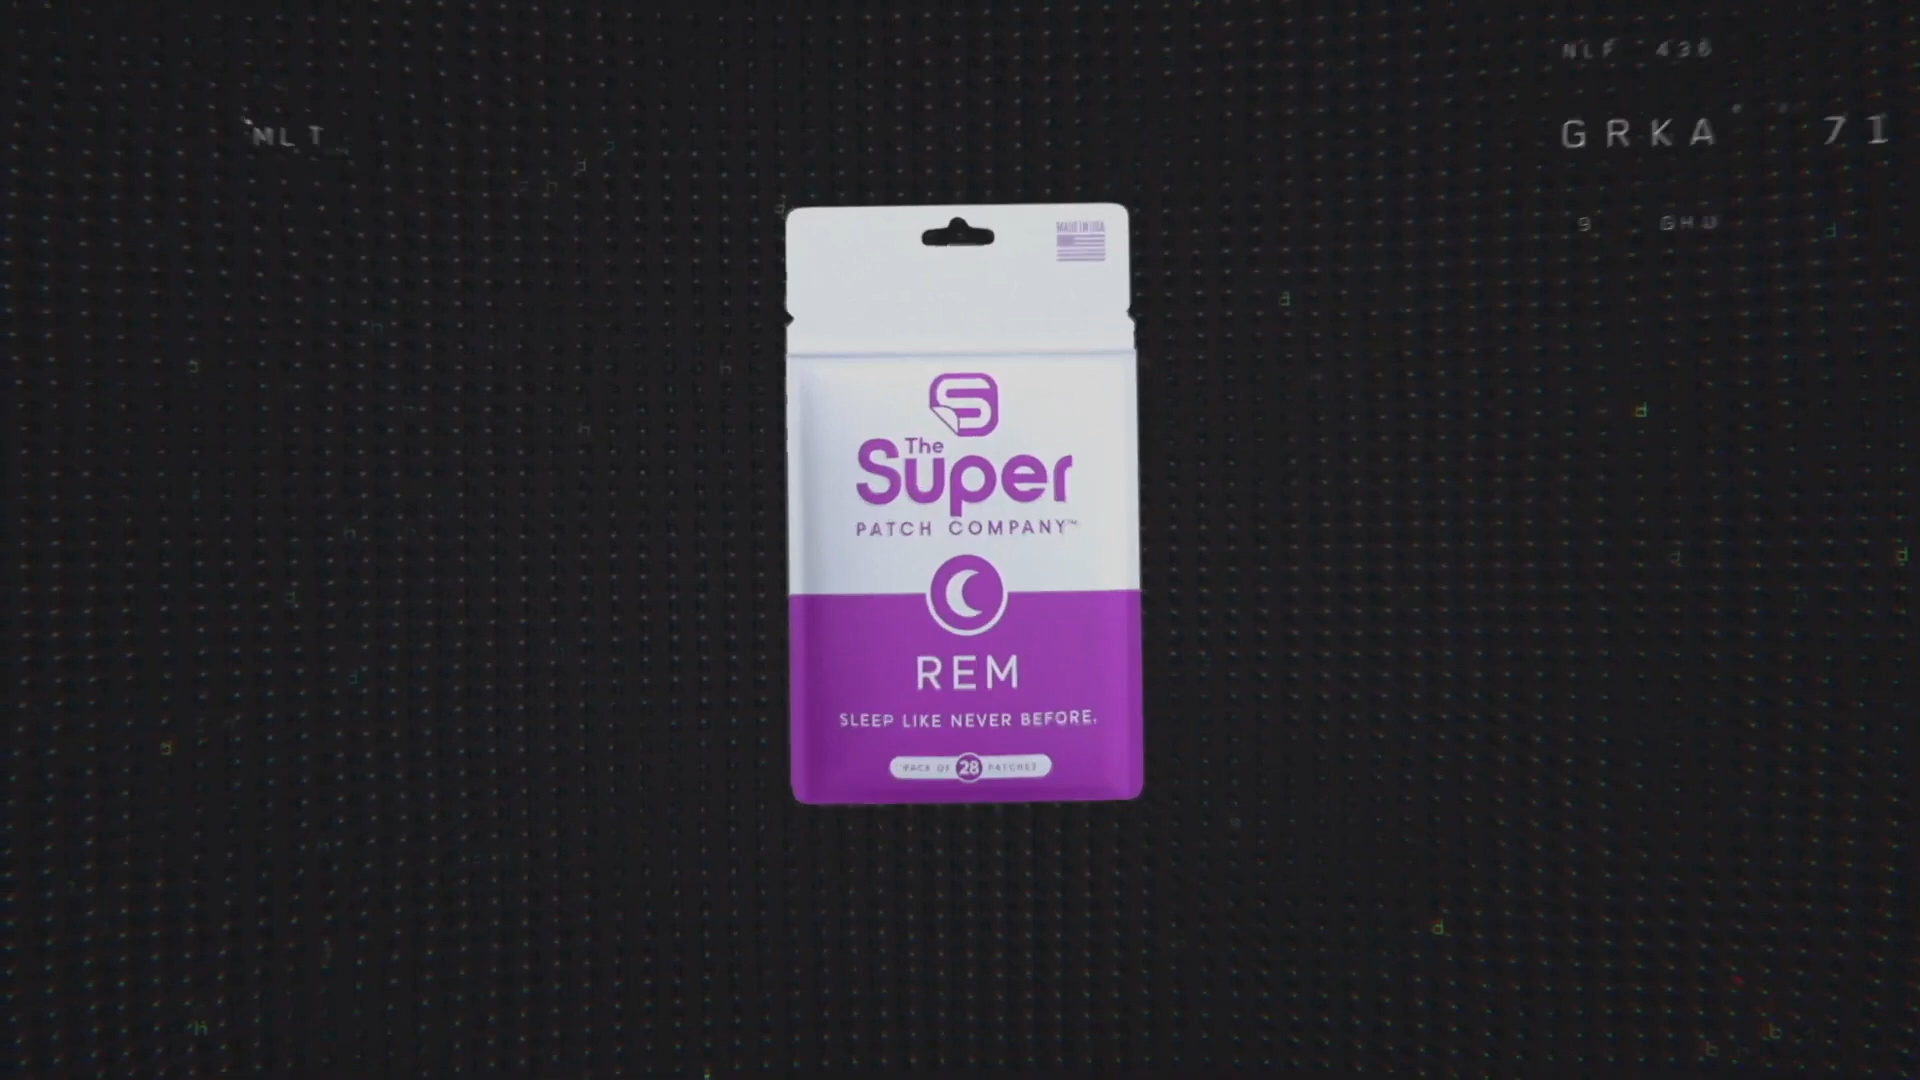 NLF 436
MLT
GRKA 71
9 GHU
MADE IN USA
The
Super
PATCH COMPANY™
REM
SLEEP LIKE NEVER BEFORE.
PACK OF 28 PATCHES